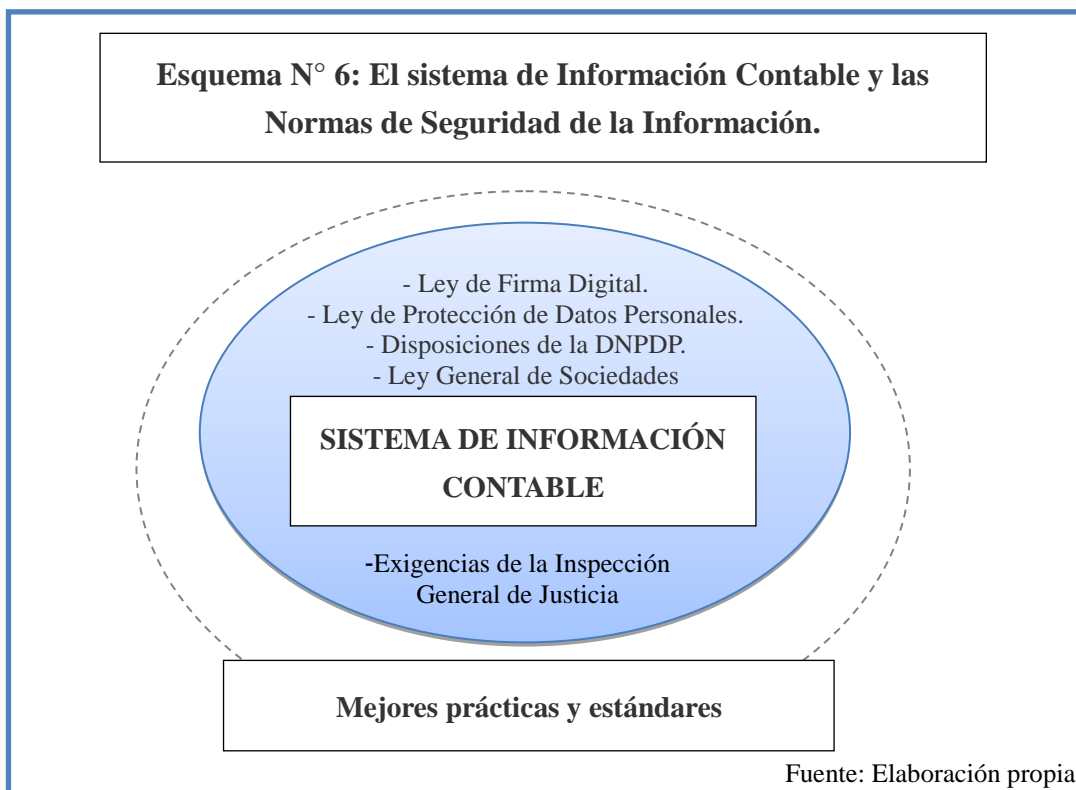 Esquema N° 6: El sistema de Información Contable y las
Normas de Seguridad de la Información.
- Ley de Firma Digital.
- Ley de Protección de Datos Personales.
- Disposiciones de la DNPDP.
- Ley General de Sociedades
SISTEMA DE INFORMACIÓN
CONTABLE
-Exigencias de la Inspección
General de Justicia
Mejores prácticas y estándares
Fuente: Elaboración propia